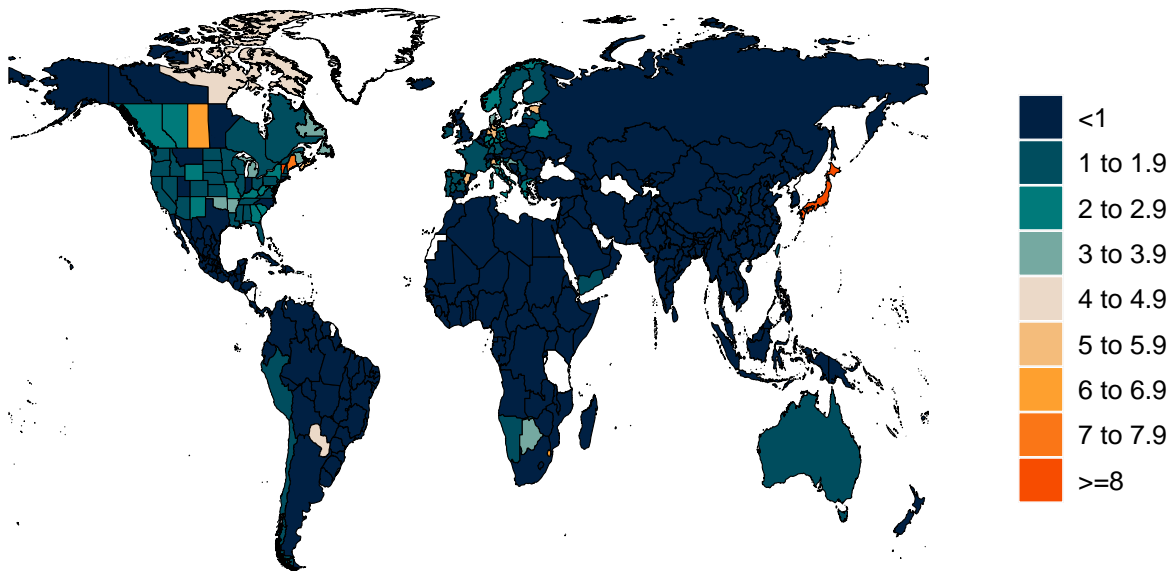 <1
1 to 1.9
2 to 2.9
3 to 3.9
4 to 4.9
5 to 5.9
6 to 6.9
7 to 7.9
>=8